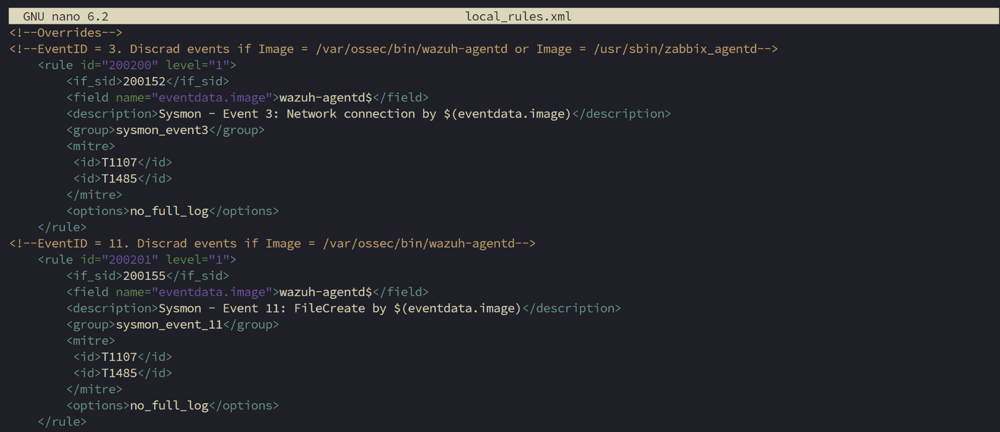 GNU nano 6.2 local_rules.xml
<!--Overrides-->
<!--EventID = 3. Discrad events if Image = /var/ossec/bin/wazuh-agentd or Image = /usr/sbin/zabbix_agentd-->
<rule id="200200" level="1">
<if_sid>200152</if_sid>
<field name="eventdata.image">wazuh-agentd$</field>
<description>Sysmon - Event 3: Network connection by $(eventdata.image)</description>
<group>sysmon_event3</group>
<mitre>
<id>T1107</id>
<id>T1485</id>
</mitre>
<options>no_full_log</options>
</rule>
<!--EventID = 11. Discrad events if Image = /var/ossec/bin/wazuh-agentd-->
<rule id="200201" level="1">
<if_sid>200155</if_sid>
<field name="eventdata.image">wazuh-agentd$</field>
<description>Sysmon - Event 11: FileCreate by $(eventdata.image)</description>
<group>sysmon_event_11</group>
<mitre>
<id>T1107</id>
<id>T1485</id>
</mitre>
<options>no_full_log</options>
</rule>